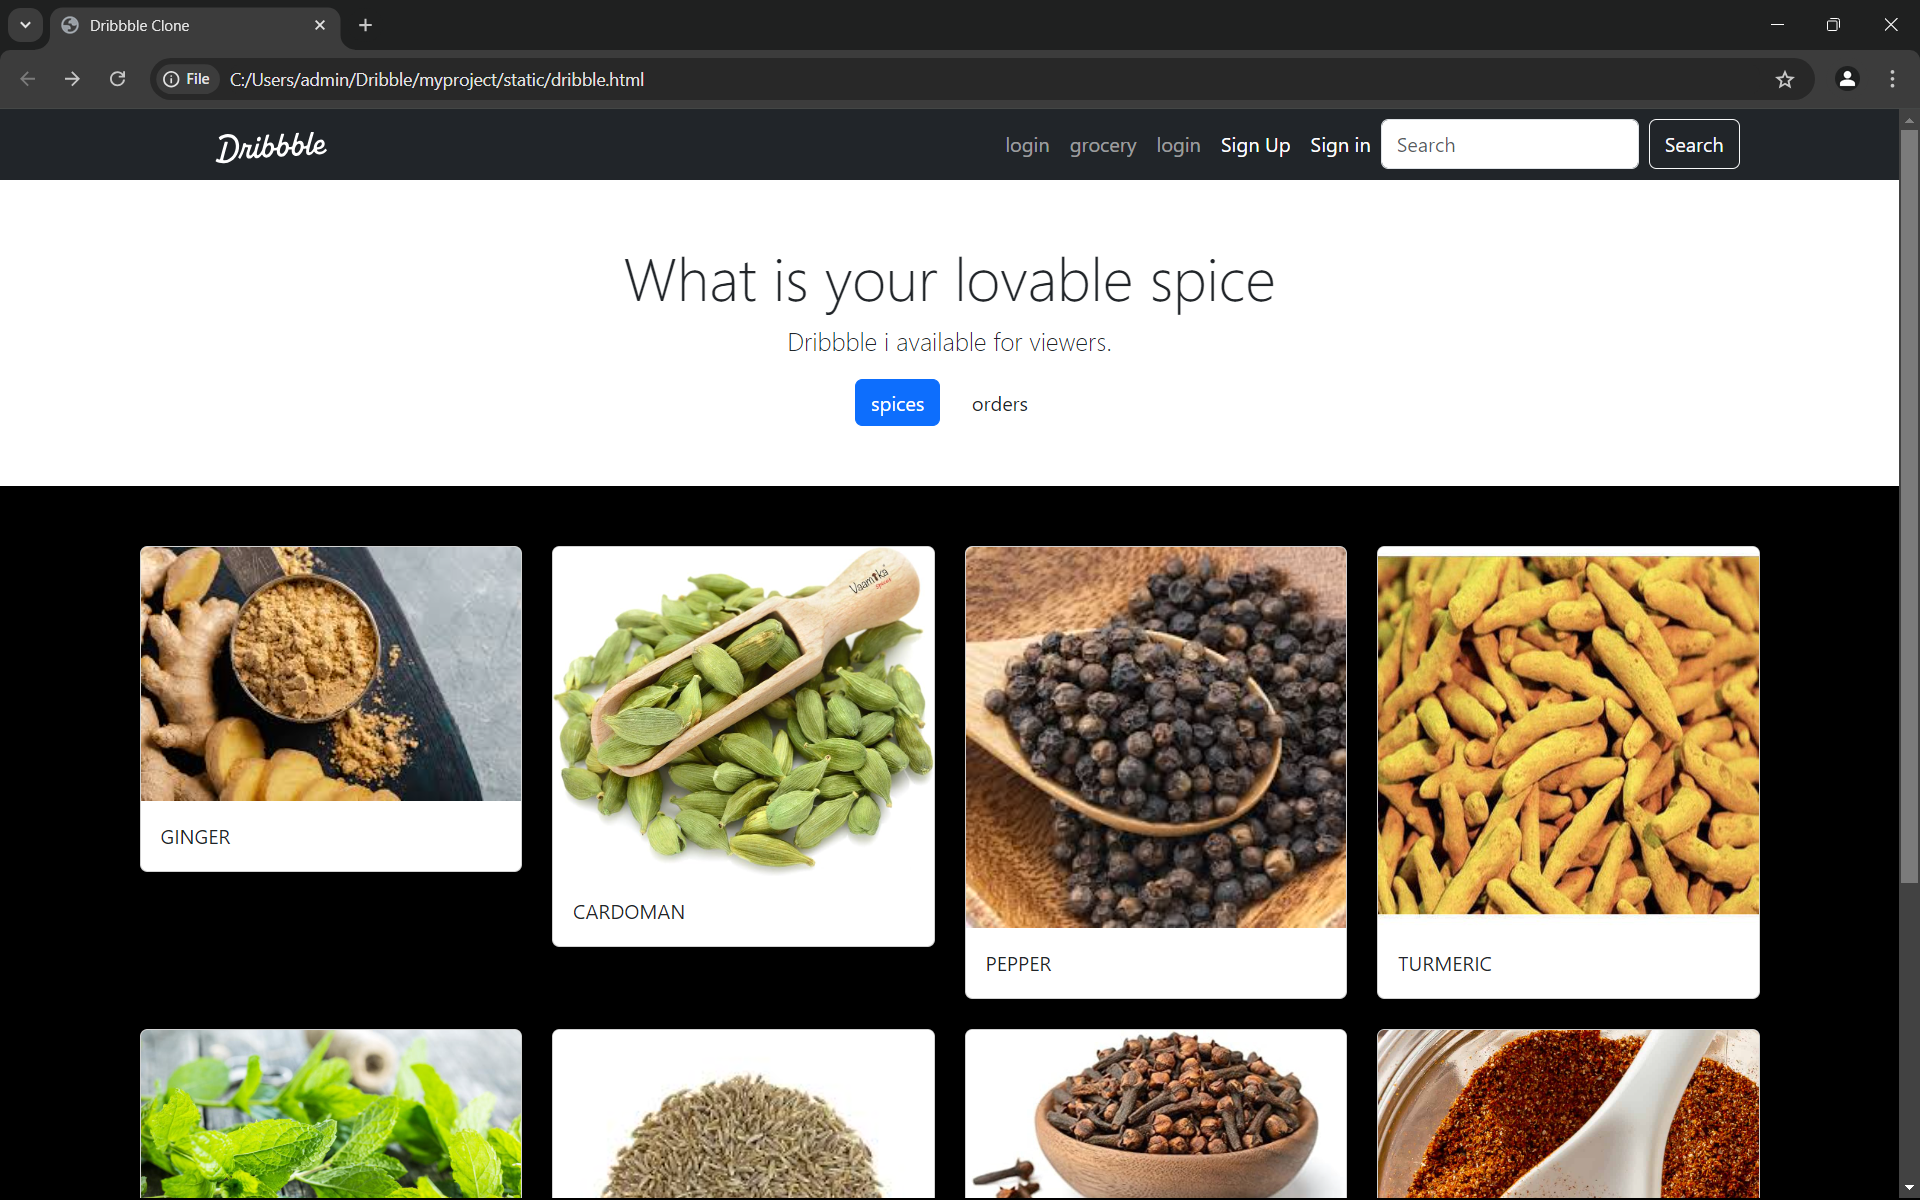 Dribbble Clone
File C:/Users/admin/Dribble/myproject/static/dribble.html
Dribbble login grocery login Sign Up Sign in Search Search
What is your lovable spice
Dribbble i available for viewers.
spices orders
Vaamika
GINGER
CARDOMAN
PEPPER
TURMERIC